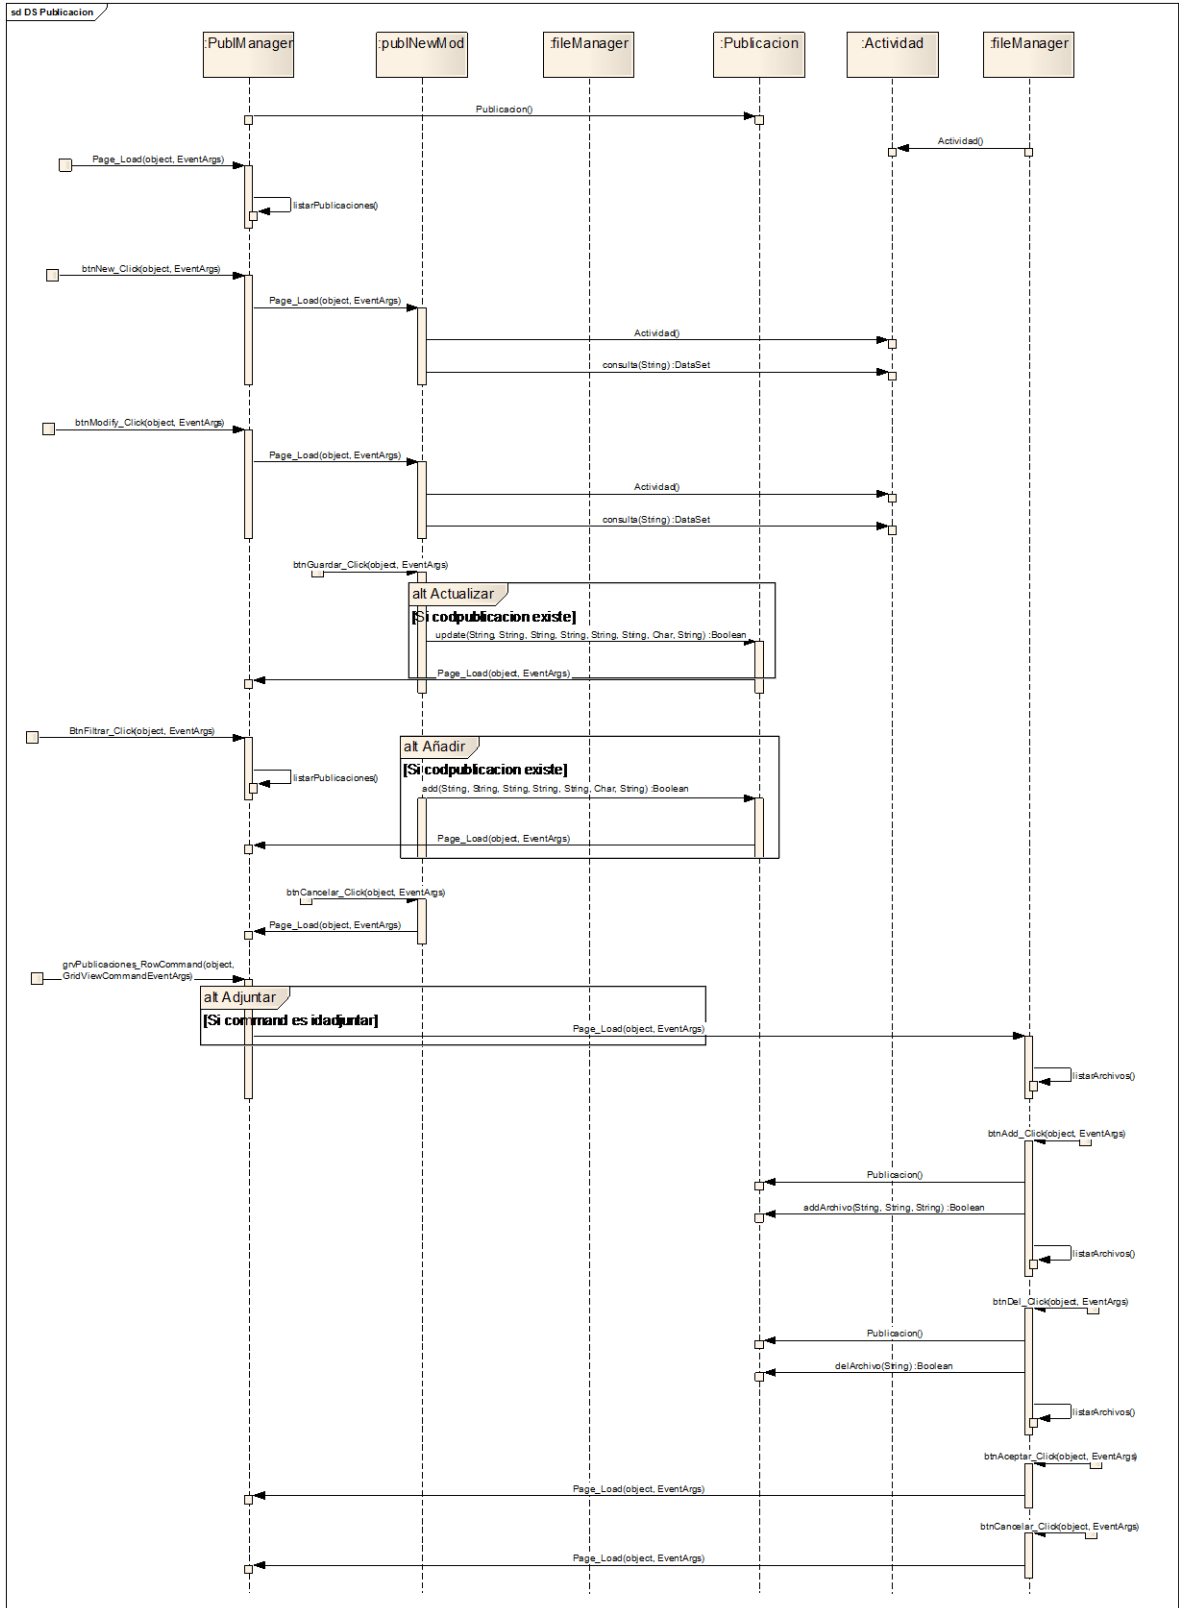 sd DS Publicacion
:PublManager
:publNewMod
:fileManager
:Publicacion
:Actividad
:fileManager
Publicacion()
Actividad()
Page_Load(object, EventArgs)
listarPublicaciones()
btnNew_Click(object, EventArgs)
Page_Load(object, EventArgs)
Actividad()
consulta(String) :DataSet
btnModify_Click(object, EventArgs)
Page_Load(object, EventArgs)
Actividad()
consulta(String) :DataSet
btnGuardar_Click(object, EventArgs)
alt Actualizar
[Si codpublicacion existe]
update(String, String, String, String, String, String, Char, String) :Boolean
Page_Load(object, EventArgs)
BtnFiltrar_Click(object, EventArgs)
alt Añadir
[Si codpublicacion existe]
listarPublicaciones()
add(String, String, String, String, String, Char, String) :Boolean
Page_Load(object, EventArgs)
btnCancelar_Click(object, EventArgs)
Page_Load(object, EventArgs)
grvPublicaciones_RowCommand(object,
GridViewCommandEventArgs)
alt Adjuntar
[Si command es idadjuntar]
Page_Load(object, EventArgs)
listarArchivos()
btnAdd_Click(object, EventArgs)
Publicacion()
addArchivo(String, String, String) :Boolean
listarArchivos()
btnDel_Click(object, EventArgs)
Publicacion()
delArchivo(String) :Boolean
listarArchivos()
btnAceptar_Click(object, EventArgs)
Page_Load(object, EventArgs)
btnCancelar_Click(object, EventArgs)
Page_Load(object, EventArgs)